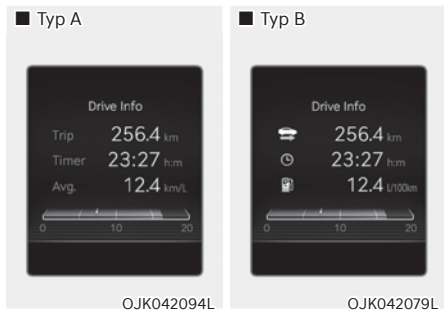 ■ Typ A
Drive Info
Trip 256.4 km
Timer 23:27 h:m
Avg. 12.4 km/L
0 10 20
OJK042094L
■ Typ B
Drive Info
256.4 km
23:27 h:m
12.4 L/100km
0 10 20
OJK042079L